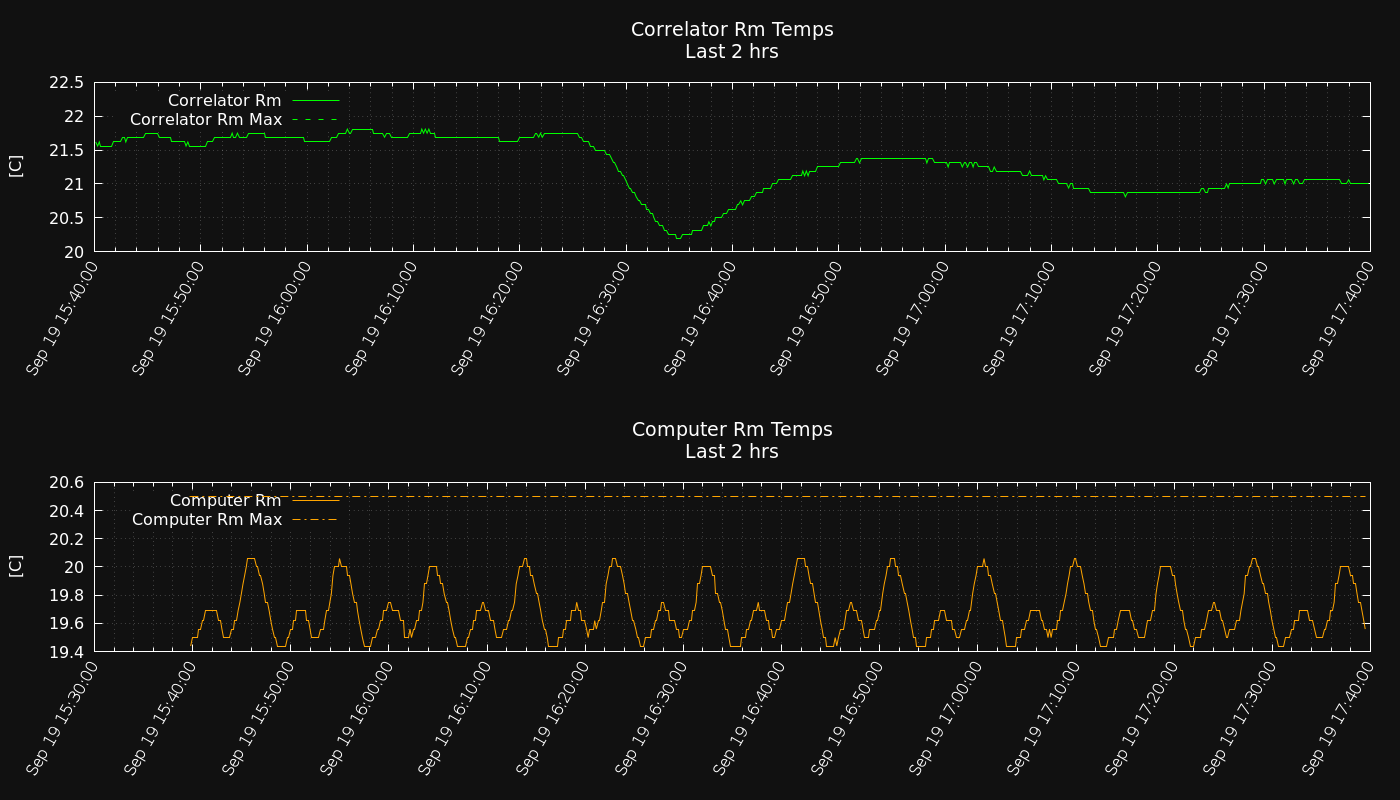 Correlator Rm Temps
Last 2 hrs
Correlator Rm
Correlator Rm Max
[C]
22.5
22
21.5
21
20.5
20
Sep 19 15:40:00
Sep 19 15:50:00
Sep 19 16:00:00
Sep 19 16:10:00
Sep 19 16:20:00
Sep 19 16:30:00
Sep 19 16:40:00
Sep 19 16:50:00
Sep 19 17:00:00
Sep 19 17:10:00
Sep 19 17:20:00
Sep 19 17:30:00
Sep 19 17:40:00
Computer Rm Temps
Last 2 hrs
Computer Rm
Computer Rm Max
[C]
20.6
20.4
20.2
20
19.8
19.6
19.4
Sep 19 15:30:00
Sep 19 15:40:00
Sep 19 15:50:00
Sep 19 16:00:00
Sep 19 16:10:00
Sep 19 16:20:00
Sep 19 16:30:00
Sep 19 16:40:00
Sep 19 16:50:00
Sep 19 17:00:00
Sep 19 17:10:00
Sep 19 17:20:00
Sep 19 17:30:00
Sep 19 17:40:00